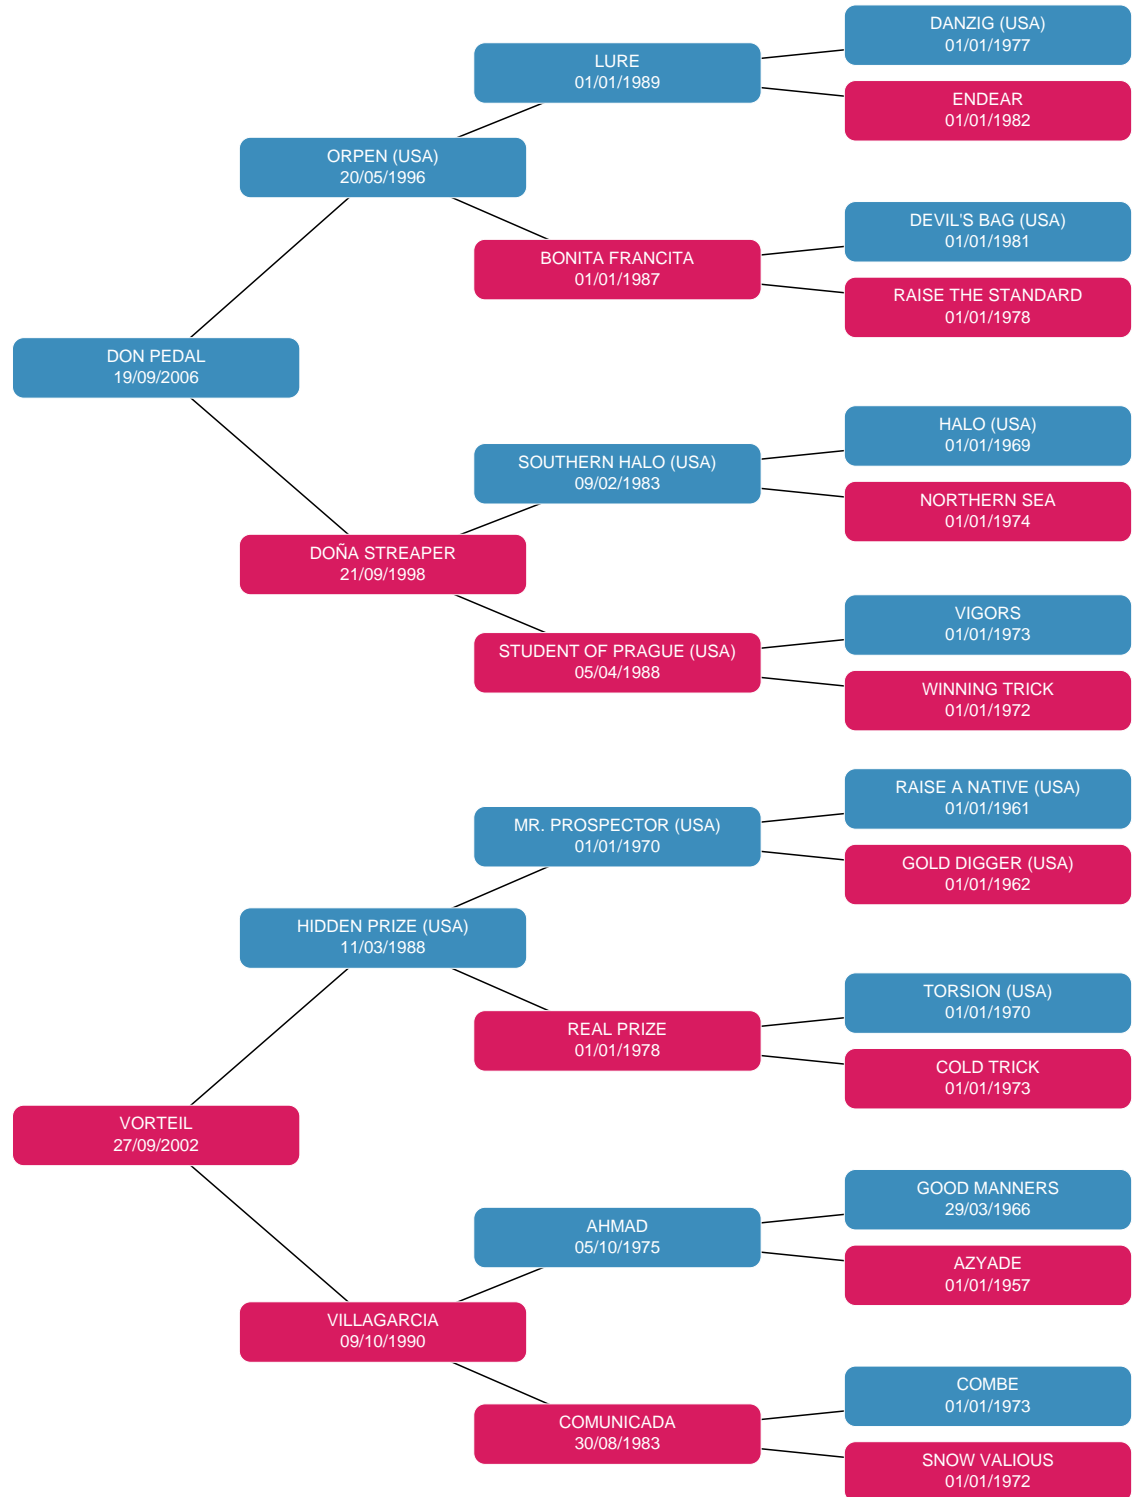 DANZIG (USA)
01/01/1977
LURE
01/01/1989
ENDEAR
01/01/1982
ORPEN (USA)
20/05/1996
DEVIL'S BAG (USA)
01/01/1981
BONITA FRANCITA
01/01/1987
RAISE THE STANDARD
01/01/1978
DON PEDAL
19/09/2006
HALO (USA)
01/01/1969
SOUTHERN HALO (USA)
09/02/1983
NORTHERN SEA
01/01/1974
DOÑA STREAPER
21/09/1998
VIGORS
01/01/1973
STUDENT OF PRAGUE (USA)
05/04/1988
WINNING TRICK
01/01/1972
RAISE A NATIVE (USA)
01/01/1961
MR. PROSPECTOR (USA)
01/01/1970
GOLD DIGGER (USA)
01/01/1962
HIDDEN PRIZE (USA)
11/03/1988
TORSION (USA)
01/01/1970
REAL PRIZE
01/01/1978
COLD TRICK
01/01/1973
VORTEIL
27/09/2002
GOOD MANNERS
29/03/1966
AHMAD
05/10/1975
AZYADE
01/01/1957
VILLAGARCIA
09/10/1990
COMBE
01/01/1973
COMUNICADA
30/08/1983
SNOW VALIOUS
01/01/1972